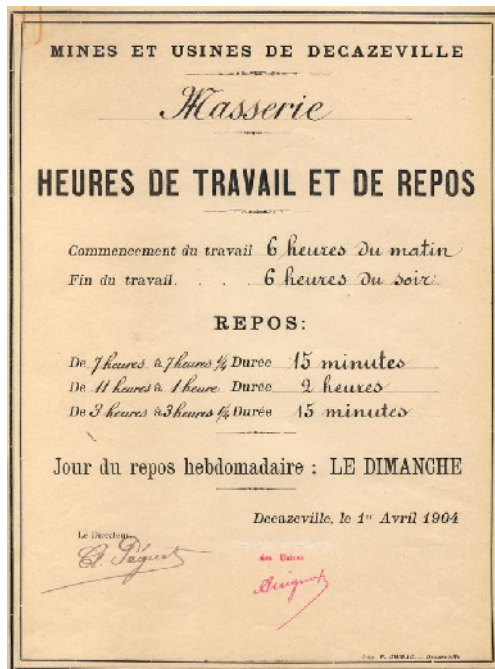 MINES ET USINES DE DECAZEVILLE
Masserie
HEURES DE TRAVAIL ET DE REPOS
Commencement du travail 6 heures du matin
Fin du travail. . . . 6 heures du soir
REPOS:
De 7 heures à 7 heures ¼ Durée 15 minutes
De 11 heures à 1 heure Durée 2 heures
De 3 heures à 3 heures ¼ Durée 15 minutes
Jour du repos hebdomadaire : LE DIMANCHE
Decazeville, le 1er Avril 1904
Le Directeur,
des Usines